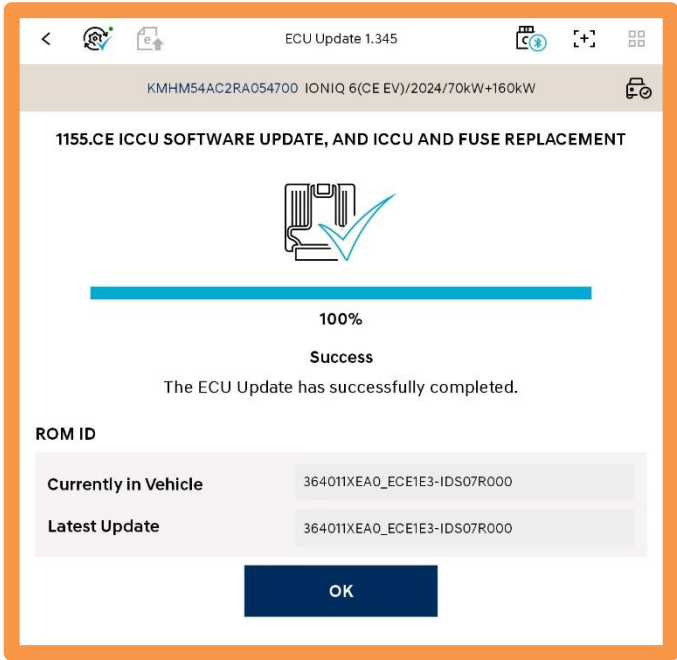 ECU Update 1.345
KMHM54AC2RA054700 IONIQ 6(CE EV)/2024/70kW+160kW
1155.CE ICCU SOFTWARE UPDATE, AND ICCU AND FUSE REPLACEMENT
100%
Success
The ECU Update has successfully completed.
ROM ID
Currently in Vehicle 364011XEA0_ECE1E3-IDS07R000
Latest Update 364011XEA0_ECE1E3-IDS07R000
OK